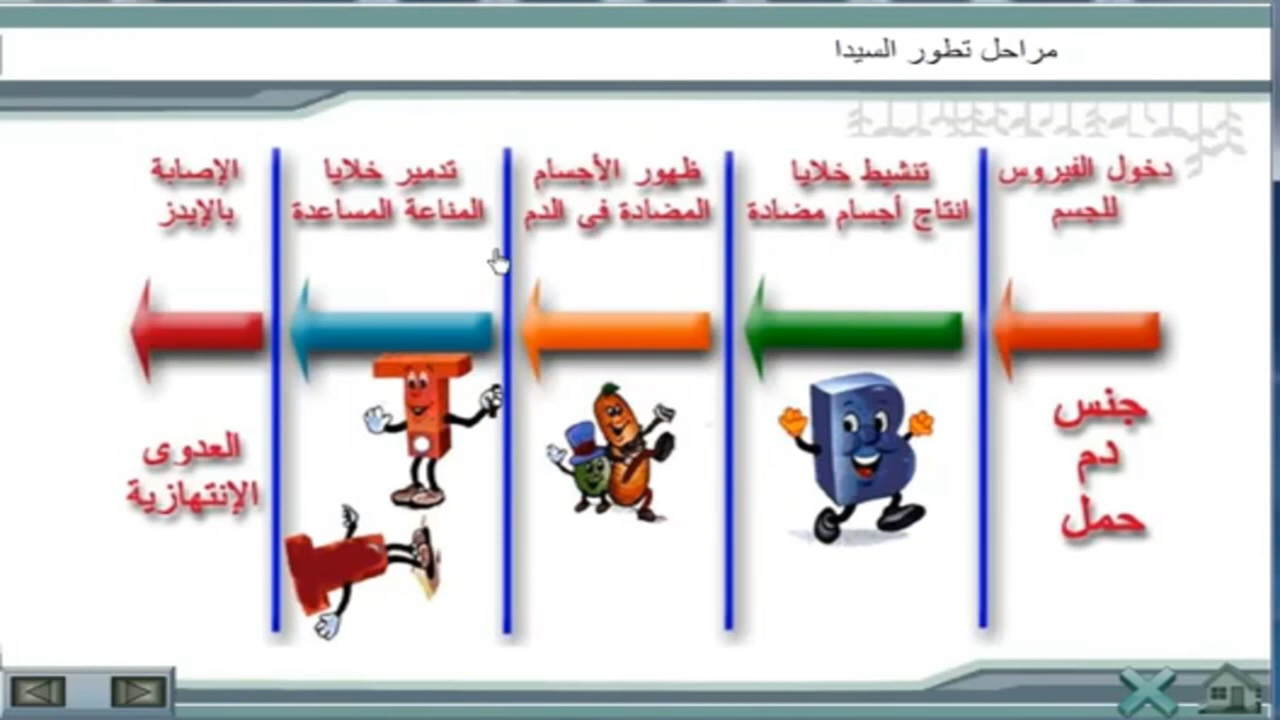 مراحل تطور السيدا
دخول الفيروس
للجسم
جنس
دم
حمل
تنشيط خلايا
انتاج أجسام مضادة
B
ظهور الأجسام
المضادة فى الدم
تدمير خلايا
المناعة المساعدة
T
T
الإصابة
بالإيدز
العدوى
الإنتهازية